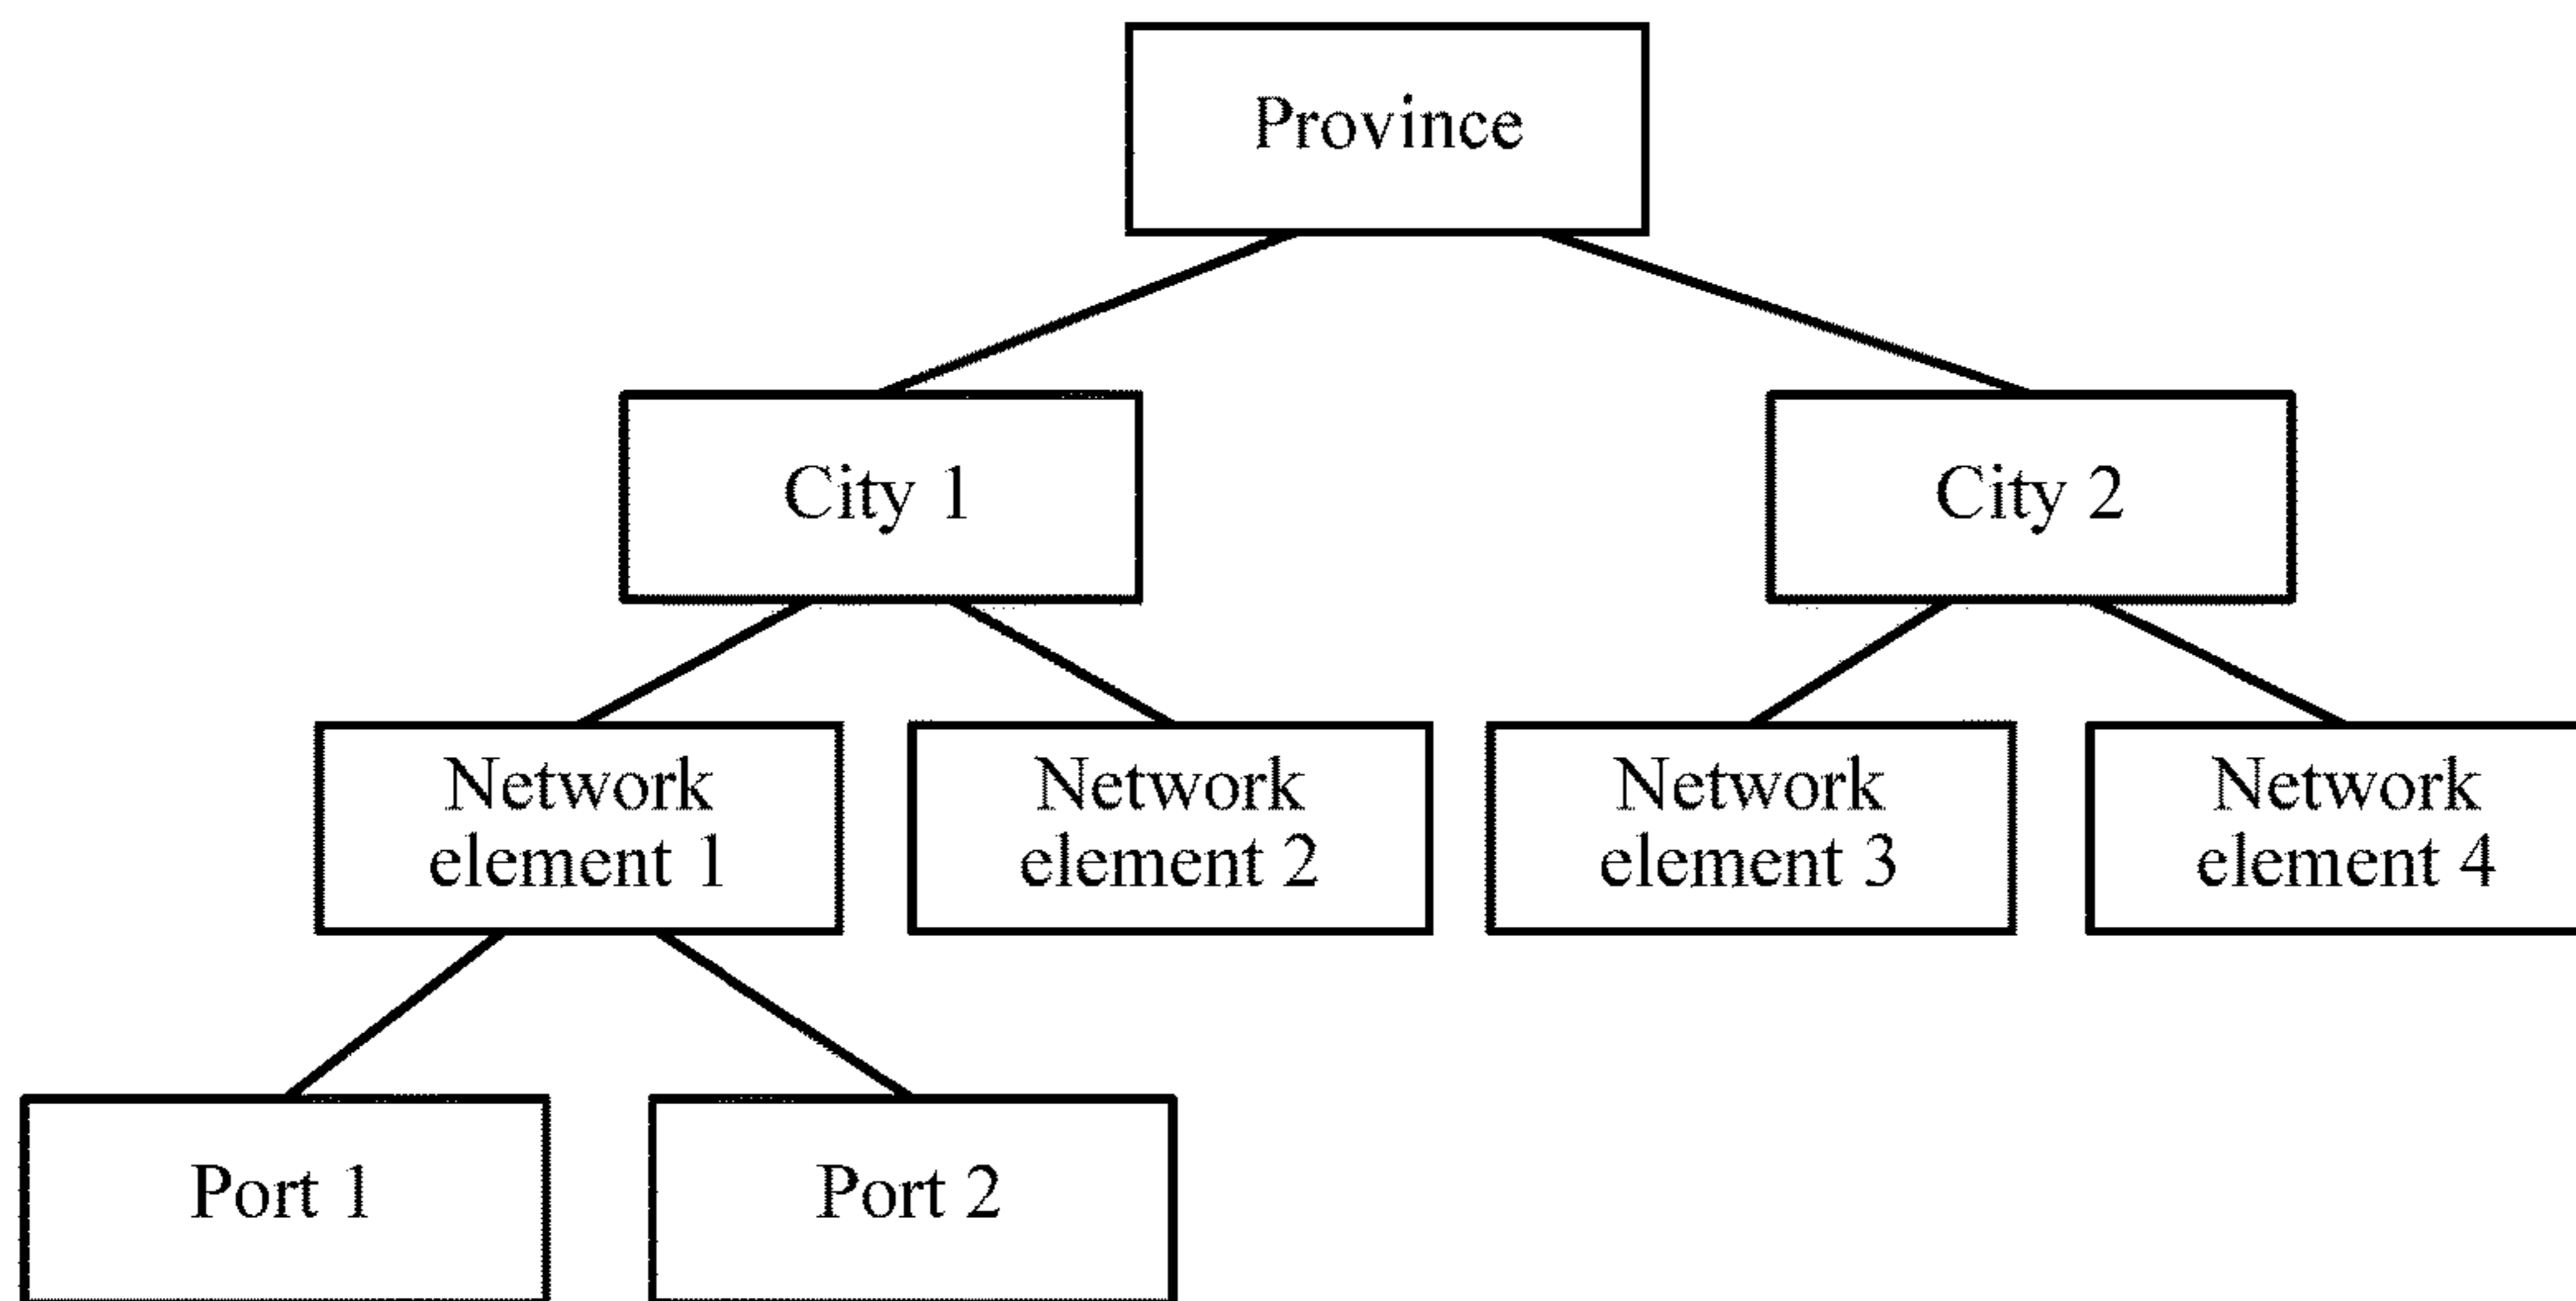 Province
City 1
City 2
Network
element 1
Network
element 2
Network
element 3
Network
element 4
Port 1
Port 2